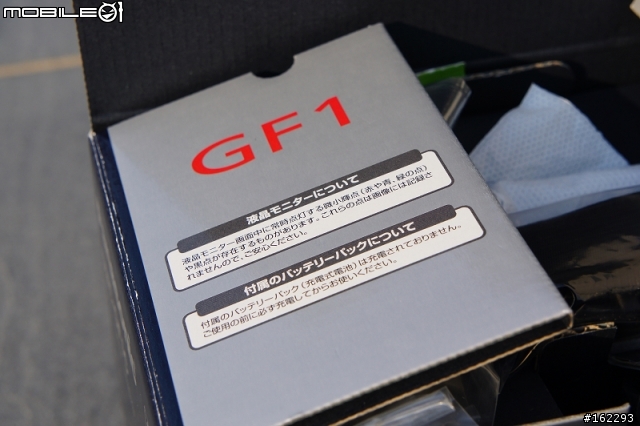 MOBILE01
GF1
液晶モニターについて
液晶モニター画面中に常時点灯する微小輝点(赤や青、緑の点)
や黒点が存在するものがあります。これらの点は画像には記録さ
れませんので、ご安心ください。
付属のバッテリーパックについて
付属のバッテリーパック(充電式電池)は充電されておりません。
ご使用の前に必ず充電してからお使いください。
#162293